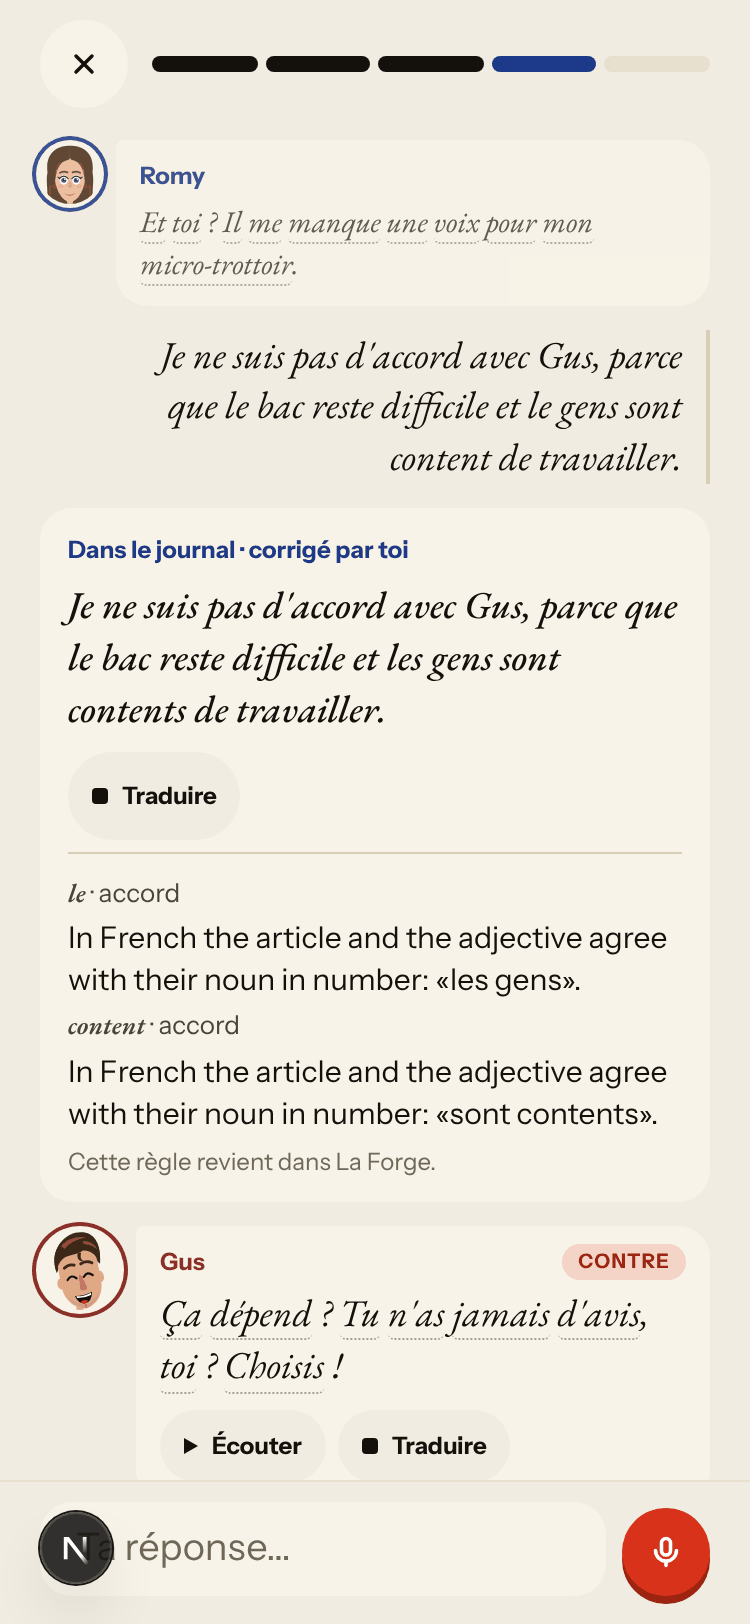 Romy
Et toi ? Il me manque une voix pour mon
micro-trottoir.
Je ne suis pas d'accord avec Gus, parce
que le bac reste difficile et le gens sont
content de travailler.
Dans le journal · corrigé par toi
Je ne suis pas d'accord avec Gus, parce que
le bac reste difficile et les gens sont
contents de travailler.
Traduire
le · accord
In French the article and the adjective agree
with their noun in number: «les gens».
content · accord
In French the article and the adjective agree
with their noun in number: «sont contents».
Cette règle revient dans La Forge.
Gus
CONTRE
Ça dépend ? Tu n'as jamais d'avis,
toi ? Choisis !
Écouter
Traduire
N
Ta réponse...